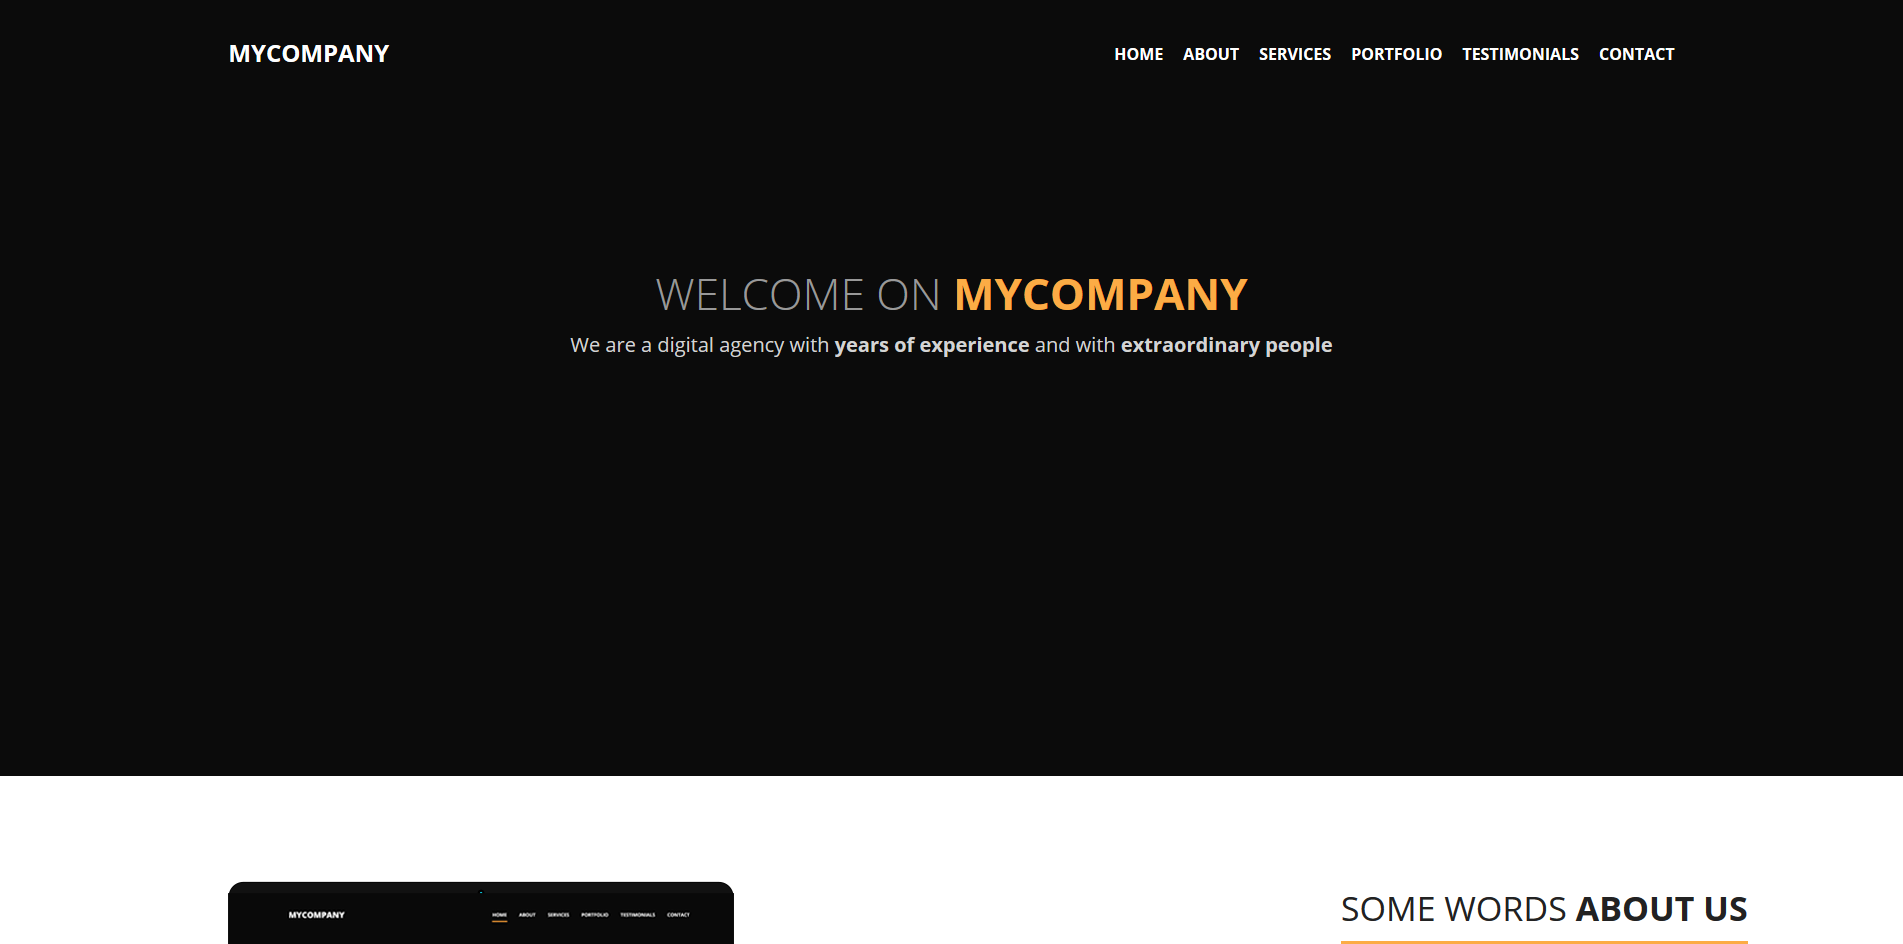 MYCOMPANY
HOME ABOUT SERVICES PORTFOLIO TESTIMONIALS CONTACT
WELCOME ON MYCOMPANY
We are a digital agency with years of experience and with extraordinary people
SOME WORDS ABOUT US
MYCOMPANY
HOME ABOUT SERVICES PORTFOLIO TESTIMONIALS CONTACT